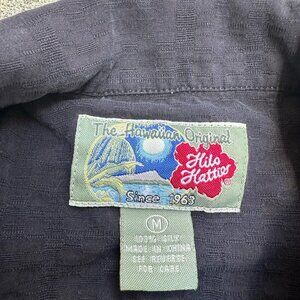 The Hawaiian Original
Hilo
Hattie®
Since 1963
M
100% SILK
MADE IN CHINA
SEE REVERSE
FOR CARE